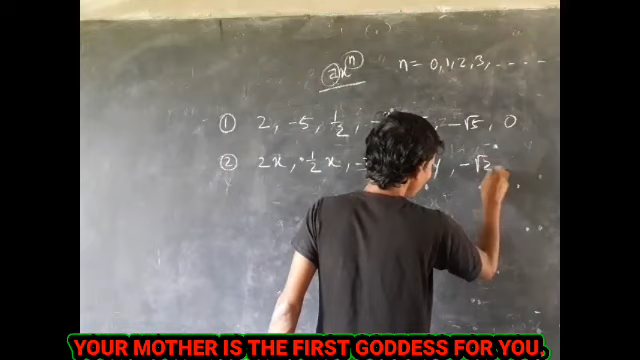 2xⁿ n = 0, 1, 2, 3, ......
① 2, -5, 1/2, -√5, 0
② 2x, -1/2 x, y, -√2
YOUR MOTHER IS THE FIRST GODDESS FOR YOU.